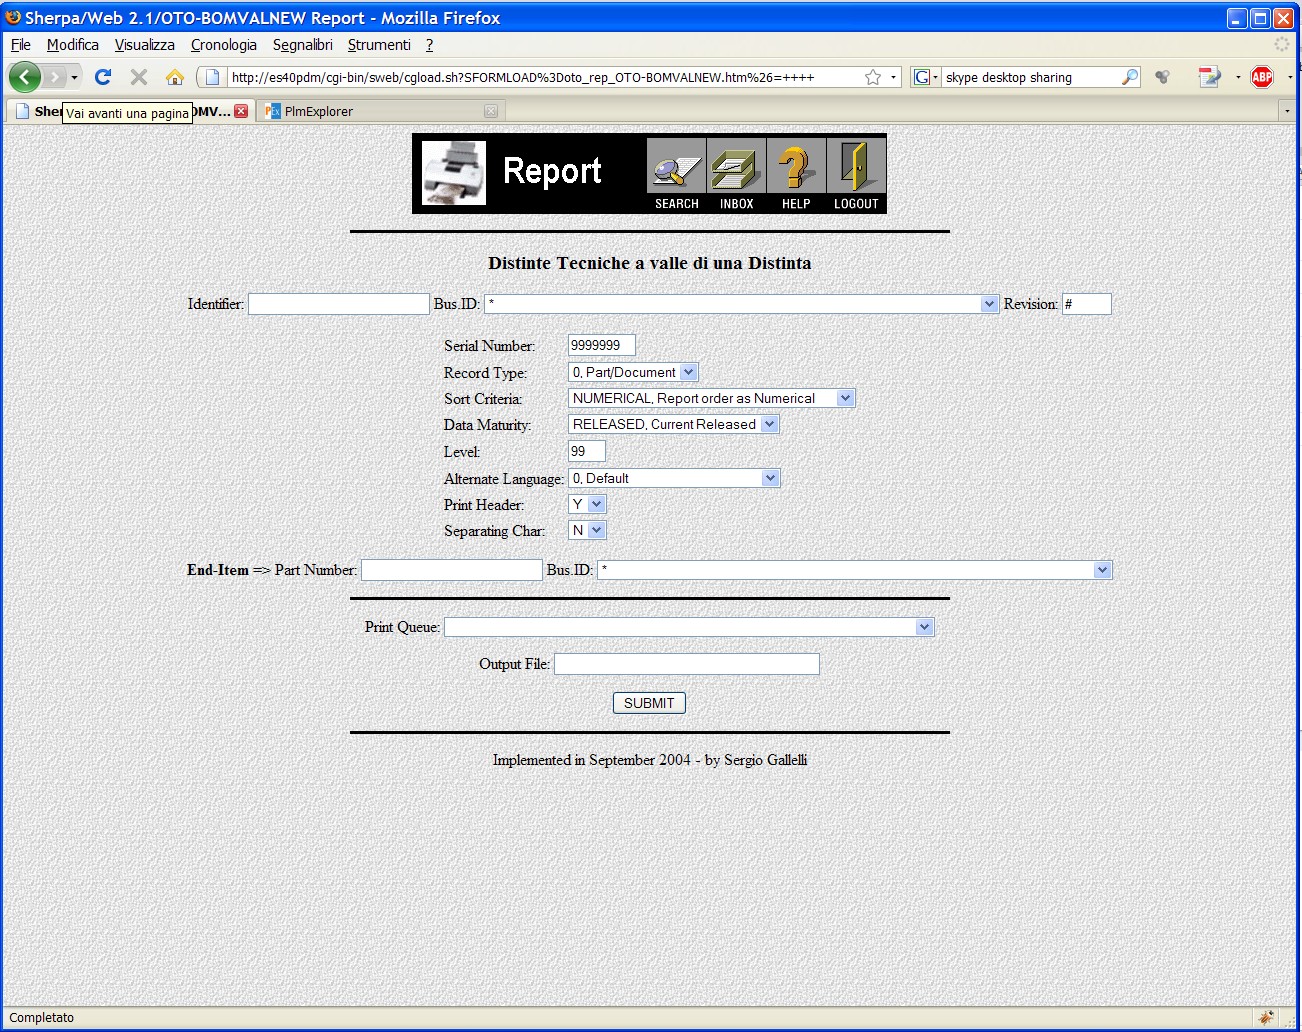 Sherpa/Web 2.1/OTO-BOMVALNEW Report - Mozilla Firefox
File Modifica Visualizza Cronologia Segnalibri Strumenti ?
http://es40pdm/cgi-bin/sweb/cgload.sh?SFORMLOAD%3Doto_rep_OTO-BOMVALNEW.htm%26=++++ G skype desktop sharing ABP
Sher Vai avanti una pagina OMV... PEX PlmExplorer
Report
SEARCH INBOX HELP LOGOUT
Distinte Tecniche a valle di una Distinta
Identifier: Bus.ID: * Revision: #
Serial Number: 9999999
Record Type: 0, Part/Document
Sort Criteria: NUMERICAL, Report order as Numerical
Data Maturity: RELEASED, Current Released
Level: 99
Alternate Language: 0, Default
Print Header: Y
Separating Char: N
End-Item => Part Number: Bus.ID: *
Print Queue:
Output File:
SUBMIT
Implemented in September 2004 - by Sergio Gallelli
Completato